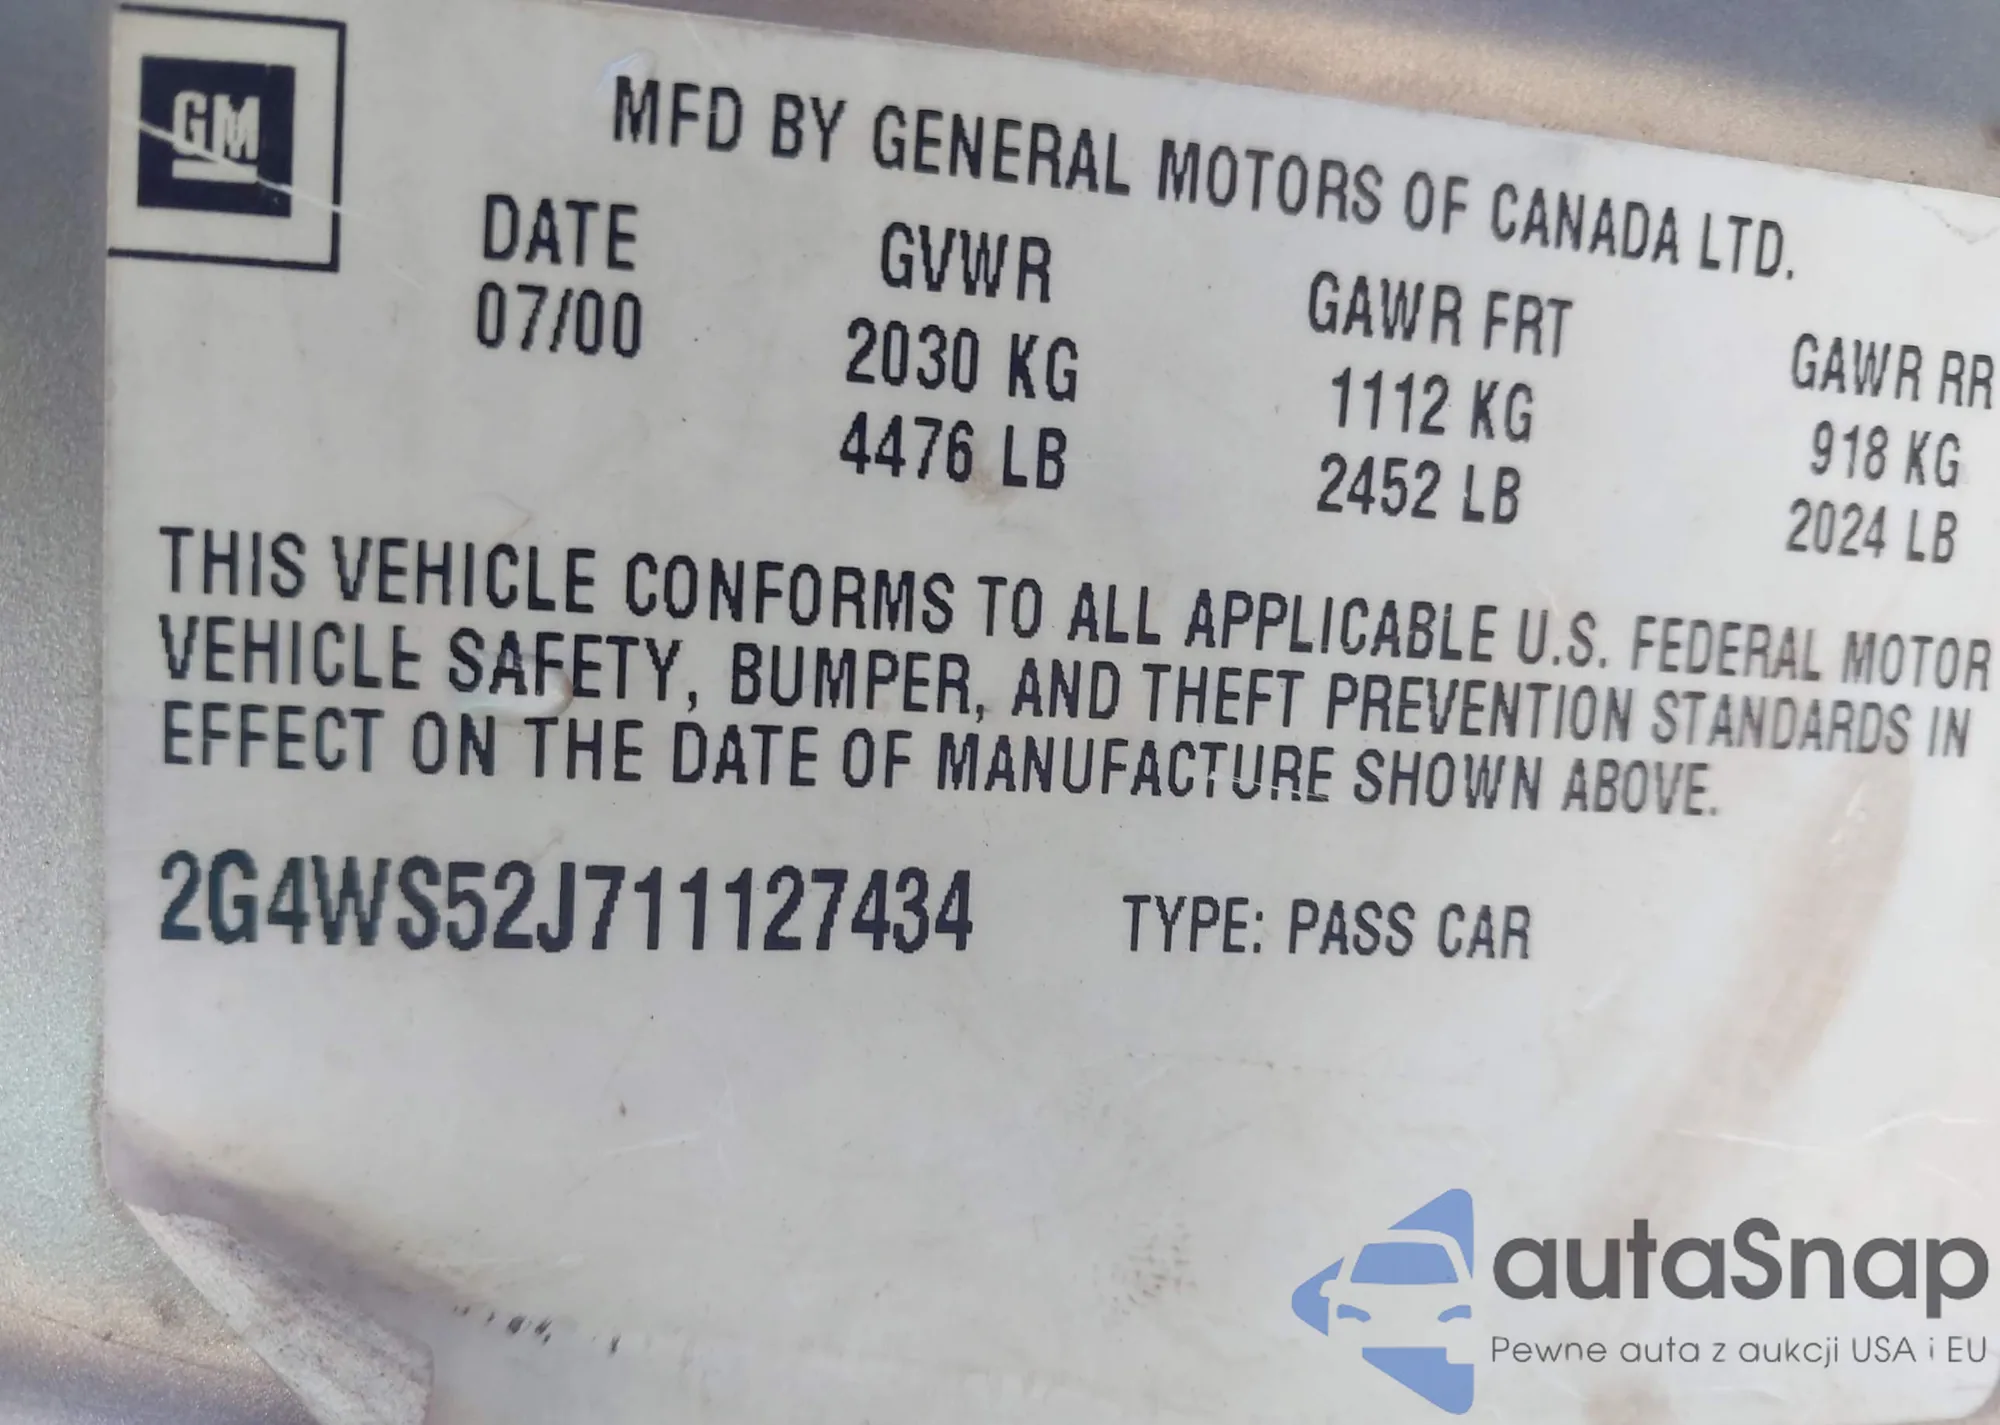 GM
MFD BY GENERAL MOTORS OF CANADA LTD.
DATE GVWR GAWR FRT GAWR RR
07/00 2030 KG 1112 KG 918 KG
4476 LB 2452 LB 2024 LB
THIS VEHICLE CONFORMS TO ALL APPLICABLE U.S. FEDERAL MOTOR
VEHICLE SAFETY, BUMPER, AND THEFT PREVENTION STANDARDS IN
EFFECT ON THE DATE OF MANUFACTURE SHOWN ABOVE.
2G4WS52J711127434 TYPE: PASS CAR
autaSnap
Pewne auta z aukcji USA i EU